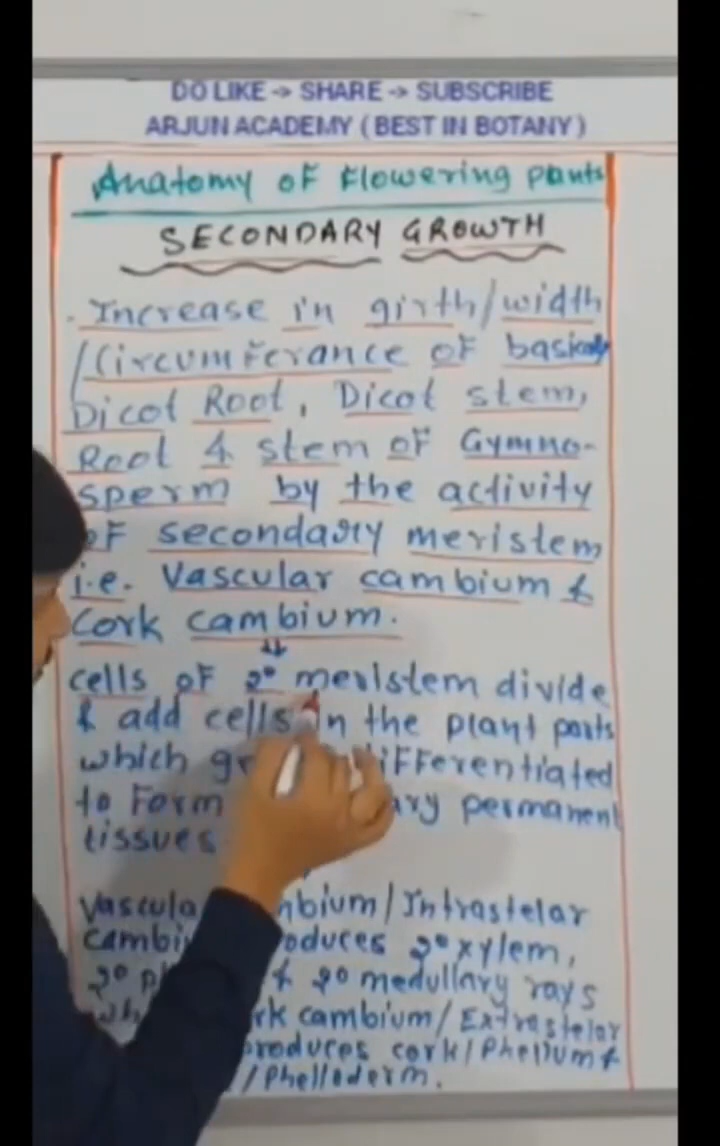 DO LIKE → SHARE → SUBSCRIBE
ARJUN ACADEMY ( BEST IN BOTANY )
Anatomy of Flowering plants
SECONDARY GROWTH
. Increase in girth/width
/Circumferance of basically
Dicot Root, Dicot stem,
Root & stem of Gymno-
sperm by the activity
of secondary meristem
i.e. Vascular cambium &
Cork cambium.
cells of 2° meristem divide
& add cells in the plant parts
which differentiated
to Form permanent
tissues
/Intrastelar
2° xylem,
& 2° medullary rays
cambium/Extrastelar
produces cork/Phellum &
/Phelloderm.